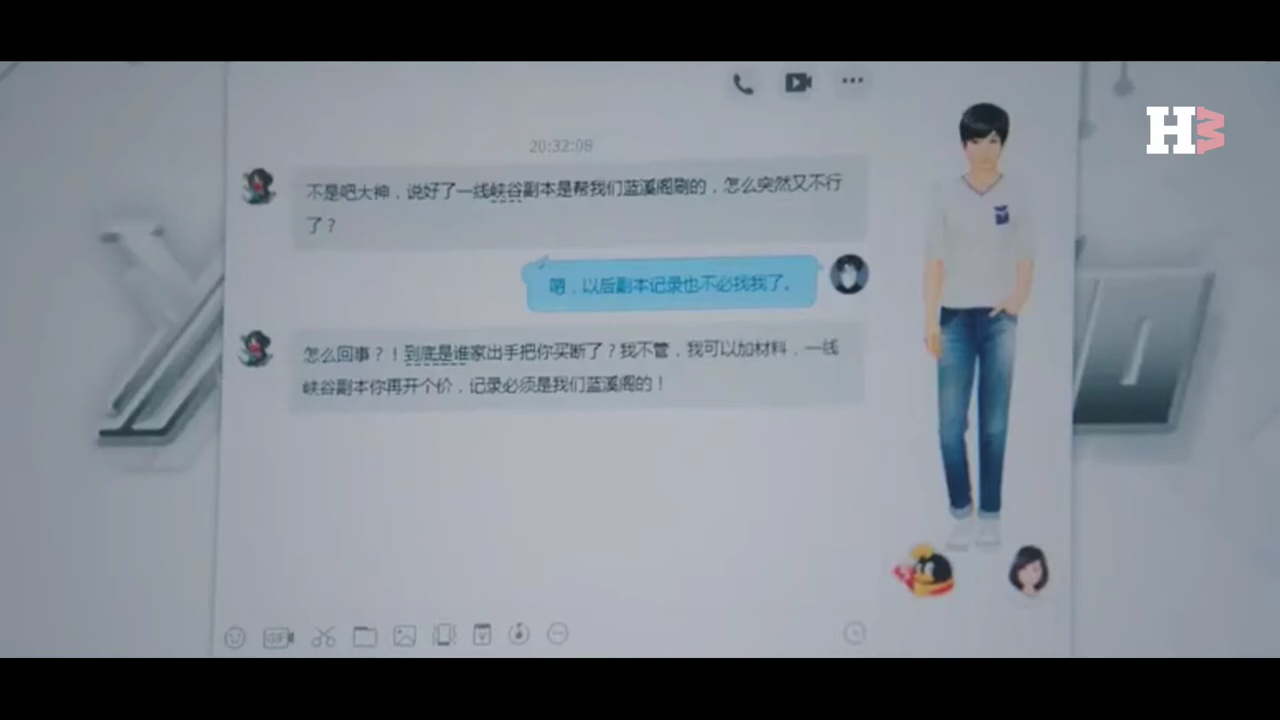 H3
20:32:08
不是吧大神，说好了一线峡谷副本是帮我们蓝溪阁刷的，怎么突然又不行
了？
嗯，以后副本记录也不必找我了。
怎么回事？！到底是谁家出手把你买断了？我不管，我可以加材料，一线
峡谷副本你再开个价，记录必须是我们蓝溪阁的！
GIF